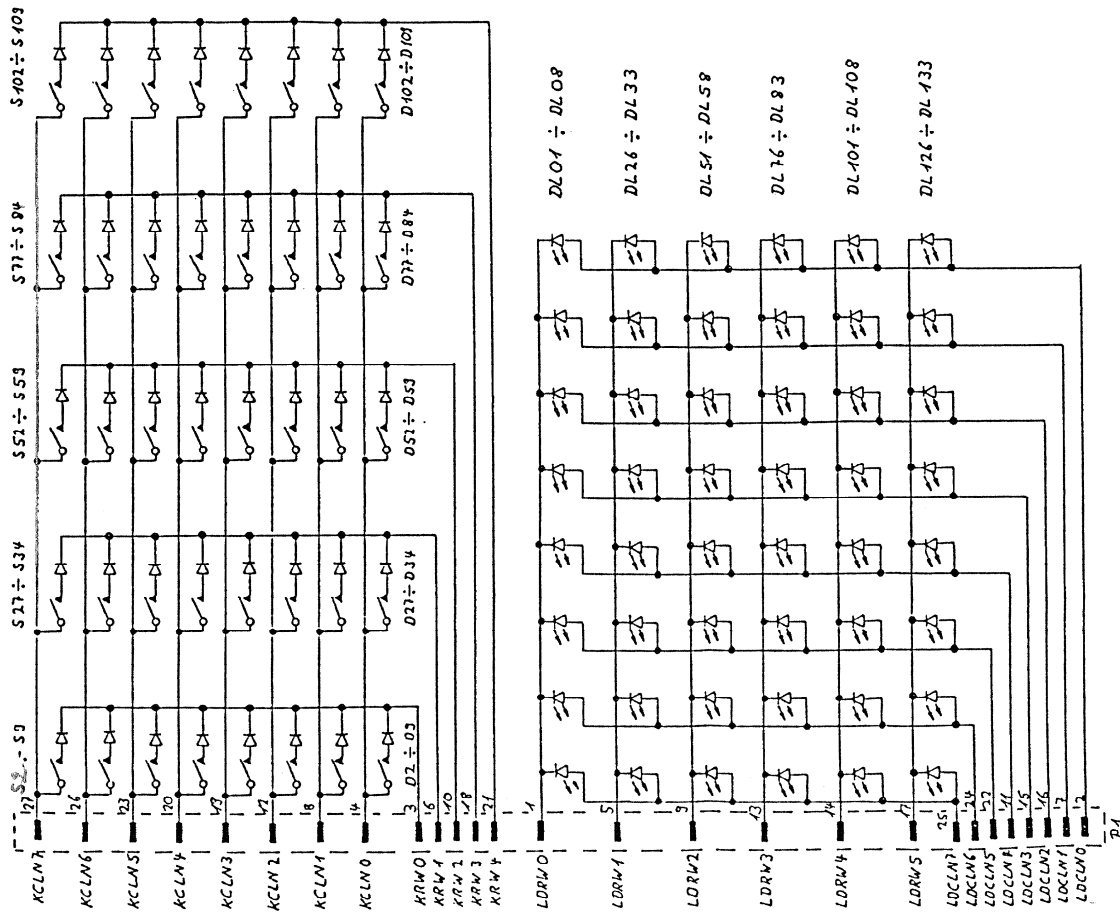 S2.- S9
S27÷S34
S52÷S59
S77÷S84
S102÷S109
D2÷D9
D27÷D34
D52÷D59
D77÷D84
D102÷D109
KCLN7 27
KCLN6 26
KCLN5 23
KCLN4 20
KCLN3 19
KCLN2 12
KCLN1 8
KCLN0 4
KRW0 3
KRW1 6
KRW2 10
KRW3 18
KRW4 21
DL01 ÷ DL08
DL26 ÷ DL33
DL51 ÷ DL58
DL76 ÷ DL83
DL101 ÷ DL108
DL126 ÷ DL133
LDRW0 1
LDRW1 5
LDRW2 9
LDRW3 13
LDRW4 14
LDRW5 17
LDCLN7 25
LDCLN6 24
LDCLN5 22
11
LDCLN3 15
LDCLN2 16
LDCLN1 7
LDCLN0 2
P1